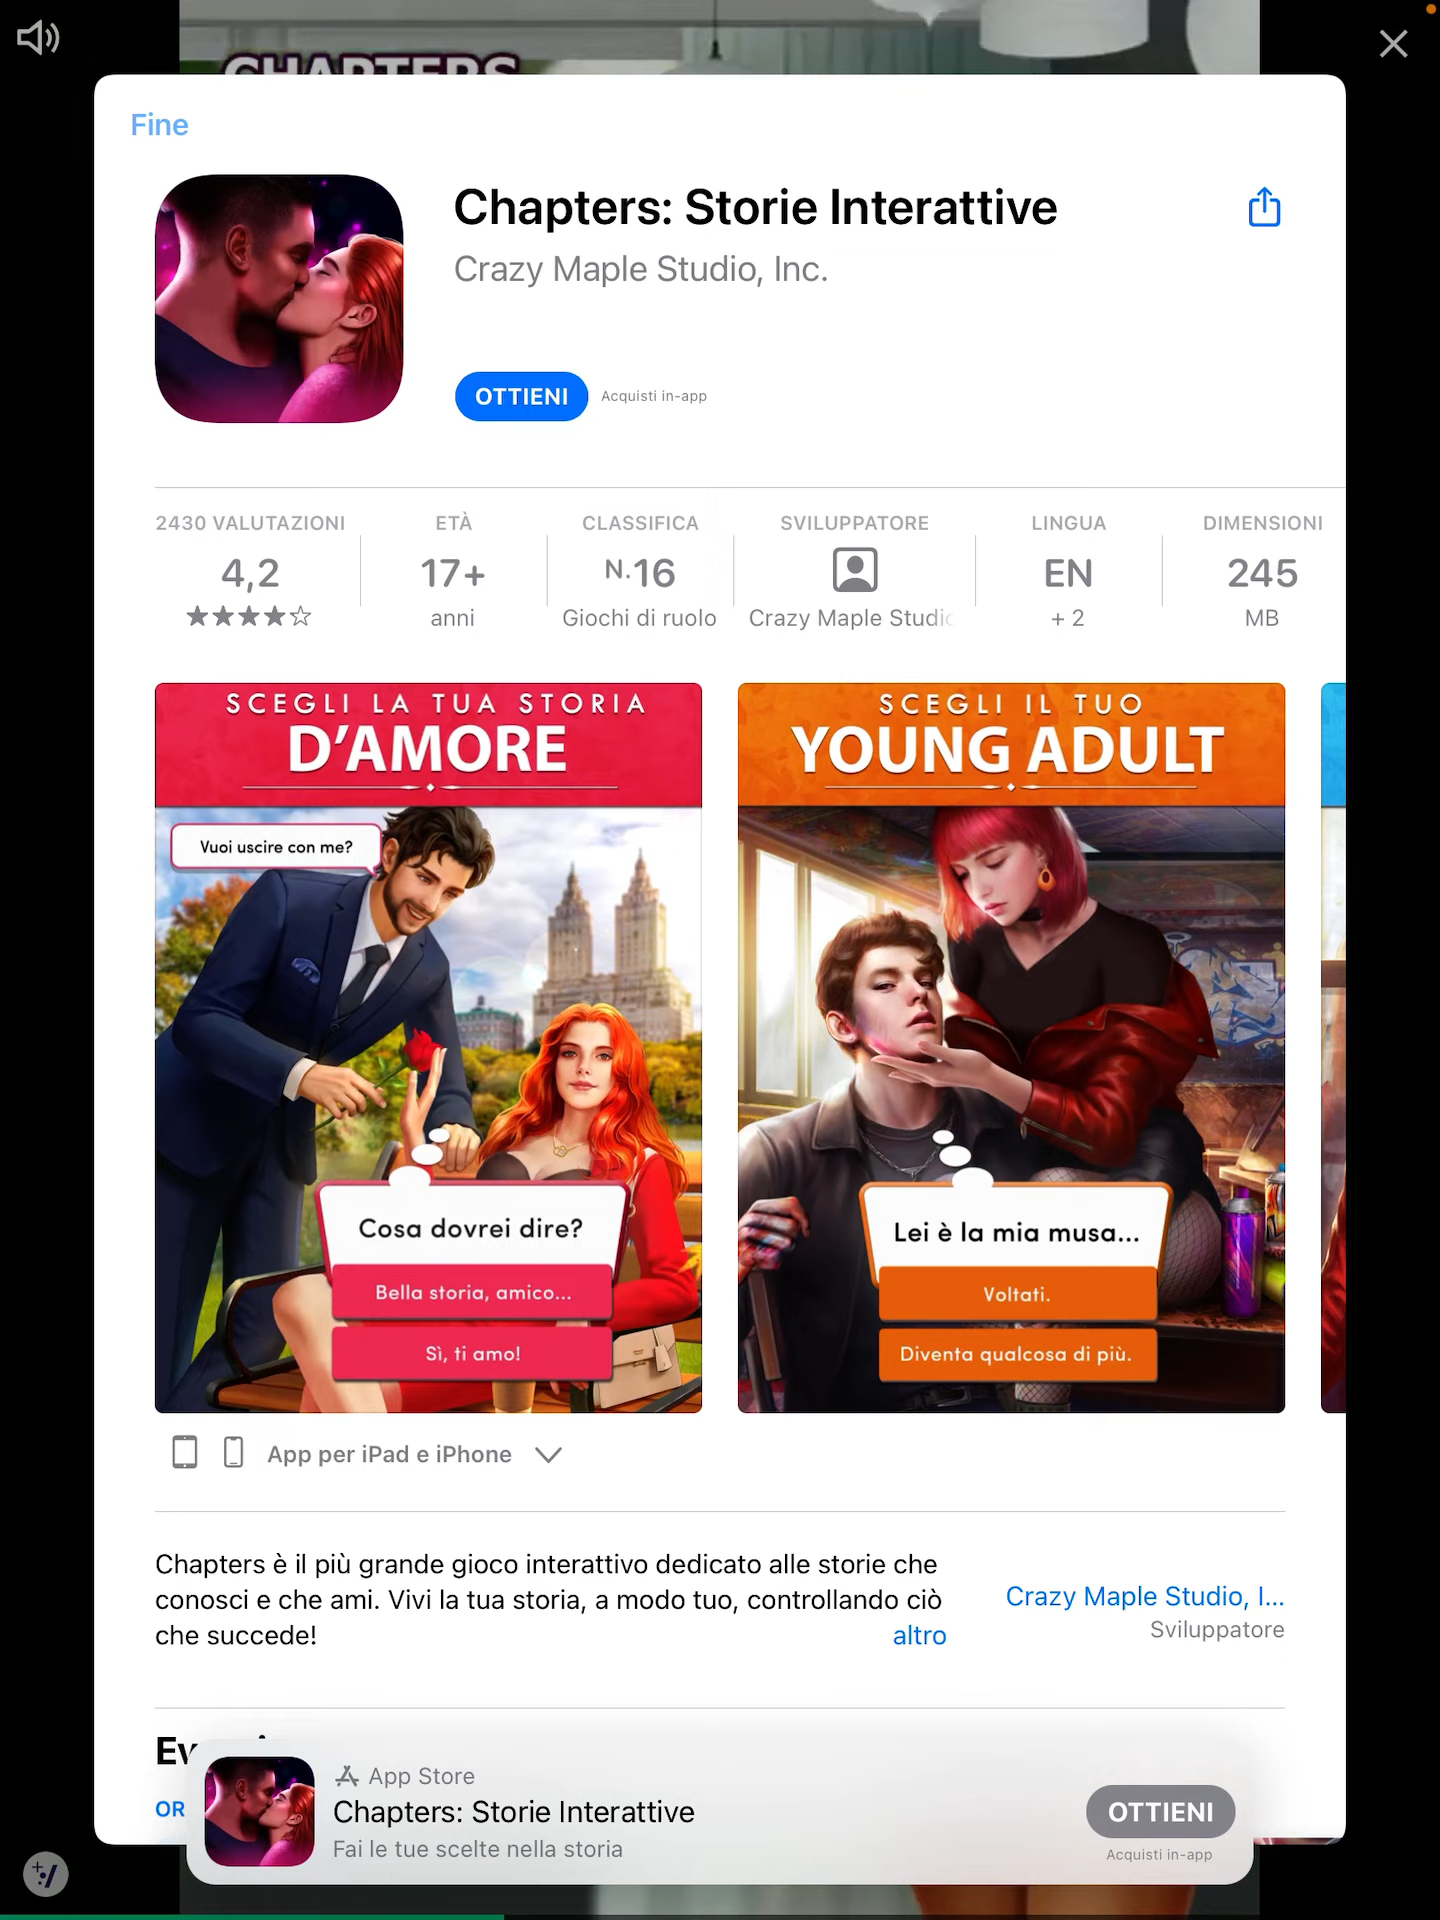 CHAPTERS
Fine
Chapters: Storie Interattive
Crazy Maple Studio, Inc.
OTTIENI
Acquisti in-app
2430 VALUTAZIONI
4,2
ETÀ
17+
anni
CLASSIFICA
N.16
Giochi di ruolo
SVILUPPATORE
Crazy Maple Studio
LINGUA
EN
+ 2
DIMENSIONI
245
MB
SCEGLI LA TUA STORIA
D'AMORE
Vuoi uscire con me?
Cosa dovrei dire?
Bella storia, amico...
Sì, ti amo!
SCEGLI IL TUO
YOUNG ADULT
Lei è la mia musa...
Voltati.
Diventa qualcosa di più.
App per iPad e iPhone
Chapters è il più grande gioco interattivo dedicato alle storie che
conosci e che ami. Vivi la tua storia, a modo tuo, controllando ciò
che succede!
altro
Crazy Maple Studio, I...
Sviluppatore
OR
App Store
Chapters: Storie Interattive
Fai le tue scelte nella storia
OTTIENI
Acquisti in-app